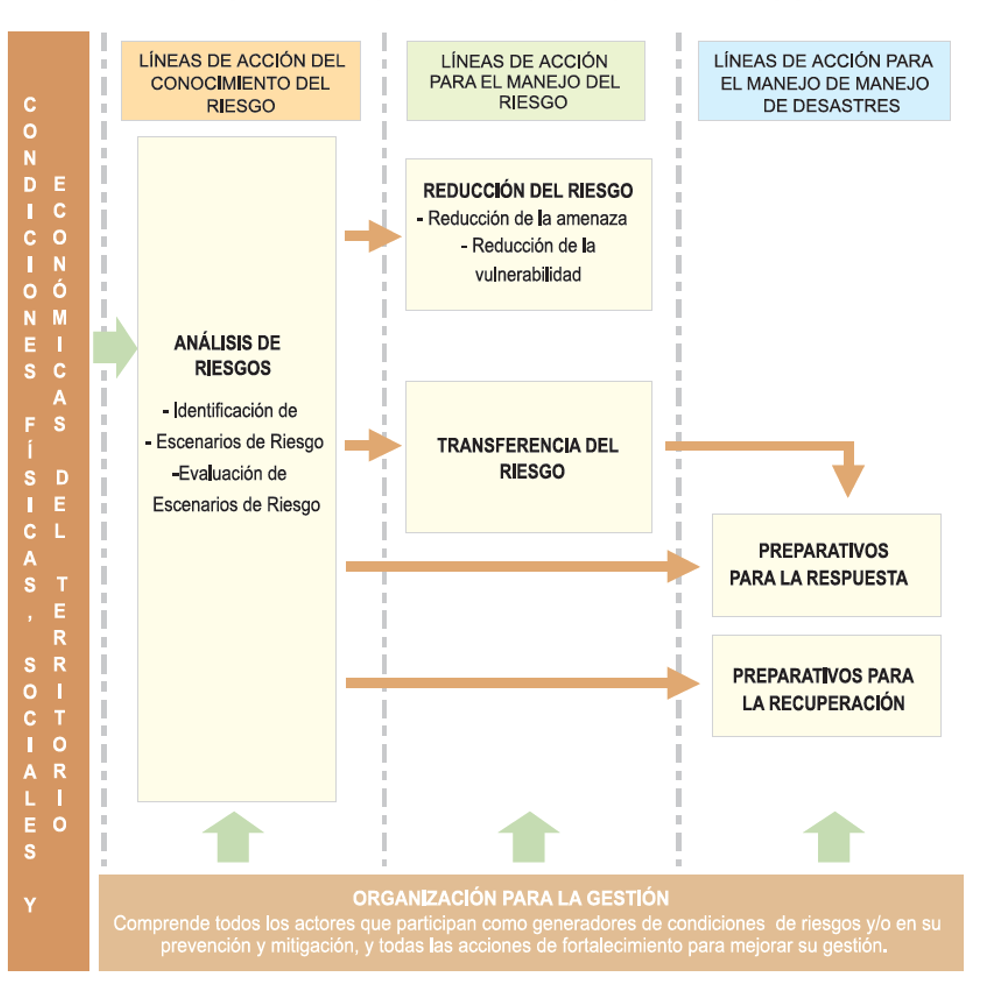 CONDICIONES FÍSICAS, SOCIALES Y
ECONÓMICAS DEL TERRITORIO
LÍNEAS DE ACCIÓN DEL
CONOCIMIENTO DEL
RIESGO
ANÁLISIS DE
RIESGOS
- Identificación de
- Escenarios de Riesgo
-Evaluación de
Escenarios de Riesgo
LÍNEAS DE ACCIÓN
PARA EL MANEJO DEL
RIESGO
REDUCCIÓN DEL RIESGO
- Reducción de la amenaza
- Reducción de la
vulnerabilidad
TRANSFERENCIA DEL
RIESGO
LÍNEAS DE ACCIÓN PARA
EL MANEJO DE MANEJO
DE DESASTRES
PREPARATIVOS
PARA LA RESPUESTA
PREPARATIVOS PARA
LA RECUPERACIÓN
ORGANIZACIÓN PARA LA GESTIÓN
Comprende todos los actores que participan como generadores de condiciones de riesgos y/o en su
prevención y mitigación, y todas las acciones de fortalecimiento para mejorar su gestión.